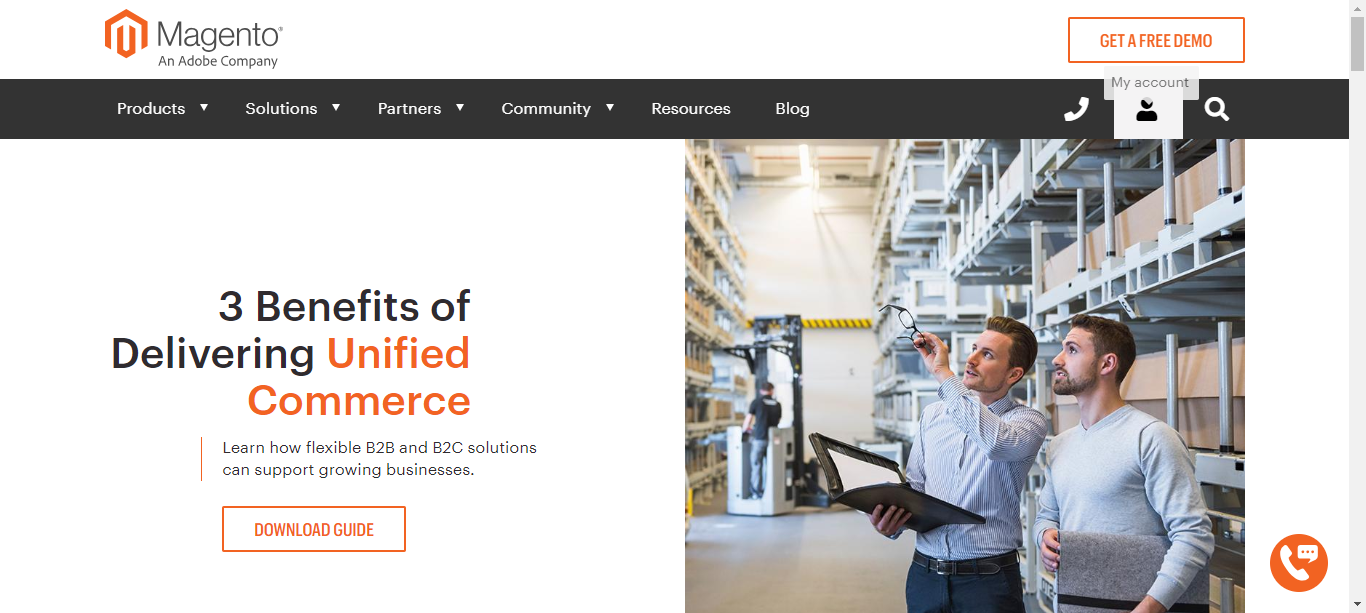 Magento®
An Adobe Company
GET A FREE DEMO
My account
Products
Solutions
Partners
Community
Resources
Blog
3 Benefits of
Delivering Unified
Commerce
Learn how flexible B2B and B2C solutions
can support growing businesses.
DOWNLOAD GUIDE